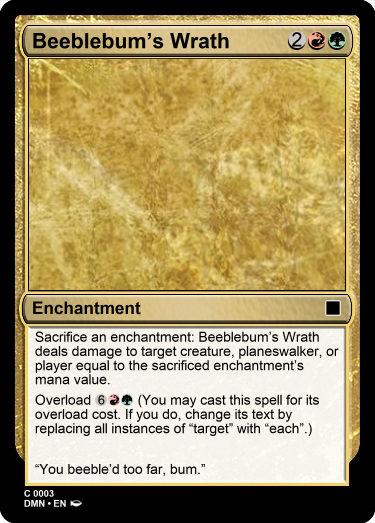 Beeblebum’s Wrath 2
Enchantment
Sacrifice an enchantment: Beeblebum’s Wrath
deals damage to target creature, planeswalker, or
player equal to the sacrificed enchantment’s
mana value.
Overload 6 (You may cast this spell for its
overload cost. If you do, change its text by
replacing all instances of “target” with “each”.)
“You beeble’d too far, bum.”
C 0003
DMN • EN